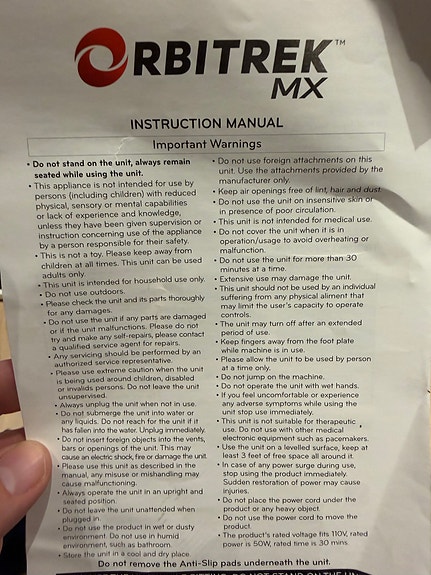 ORBITREK™
MX
INSTRUCTION MANUAL
Important Warnings
• Do not stand on the unit, always remain
seated while using the unit.
• This appliance is not intended for use by
persons (including children) with reduced
physical, sensory or mental capabilities
or lack of experience and knowledge,
unless they have been given supervision or
instruction concerning use of the appliance
by a person responsible for their safety.
• This is not a toy. Please keep away from
children at all times. This unit can be used
adults only.
• This unit is intended for household use only.
• Do not use outdoors.
• Please check the unit and its parts thoroughly
for any damages.
• Do not use the unit if any parts are damaged
or if the unit malfunctions. Please do not
try and make any self-repairs, please contact
a qualified service agent for repairs.
• Any servicing should be performed by an
authorized service representative.
• Please use extreme caution when the unit
is being used around children, disabled
or invalids persons. Do not leave the unit
unsupervised.
• Always unplug the unit when not in use.
• Do not submerge the unit into water or
any liquids. Do not reach for the unit if it
has fallen into the water. Unplug immediately.
• Do not insert foreign objects into the vents,
bars or openings of the unit. This may
cause an electric shock, fire or damage the unit.
• Please use this unit as described in the
manual, any misuse or mishandling may
cause malfunctioning.
• Always operate the unit in an upright and
seated position.
• Do not leave the unit unattended when
plugged in.
• Do not use the product in wet or dusty
environment. Do not use in humid
environment, such as bathroom.
• Store the unit in a cool and dry place.
• Do not use foreign attachments on this
unit. Use the attachments provided by the
manufacturer only.
• Keep air openings free of lint, hair and dust.
• Do not use the unit on insensitive skin or
in presence of poor circulation.
• This unit is not intended for medical use.
• Do not cover the unit when it is in
operation/usage to avoid overheating or
malfunction.
• Do not use the unit for more than 30
minutes at a time.
• Extensive use may damage the unit.
• This unit should not be used by an individual
suffering from any physical aliment that
may limit the user's capacity to operate
controls.
• The unit may turn off after an extended
period of use.
• Keep fingers away from the foot plate
while machine is in use.
• Please allow the unit to be used by person
at a time only.
• Do not jump on the machine.
• Do not operate the unit with wet hands.
• If you feel uncomfortable or experience
any adverse symptoms while using the
unit stop use immediately.
• This unit is not suitable for therapeutic
use. Do not use with other medical
electronic equipment such as pacemakers.
• Use the unit on a levelled surface, keep at
least 3 feet of free space all around it.
• In case of any power surge during use,
stop using the product immediately.
Sudden restoration of power may cause
injuries.
• Do not place the power cord under the
product or any heavy object.
• Do not use the power cord to move the
product.
• The product's rated voltage fits 110V, rated
power is 50W, rated time is 30 mins.
Do not remove the Anti-Slip pads underneath the unit.